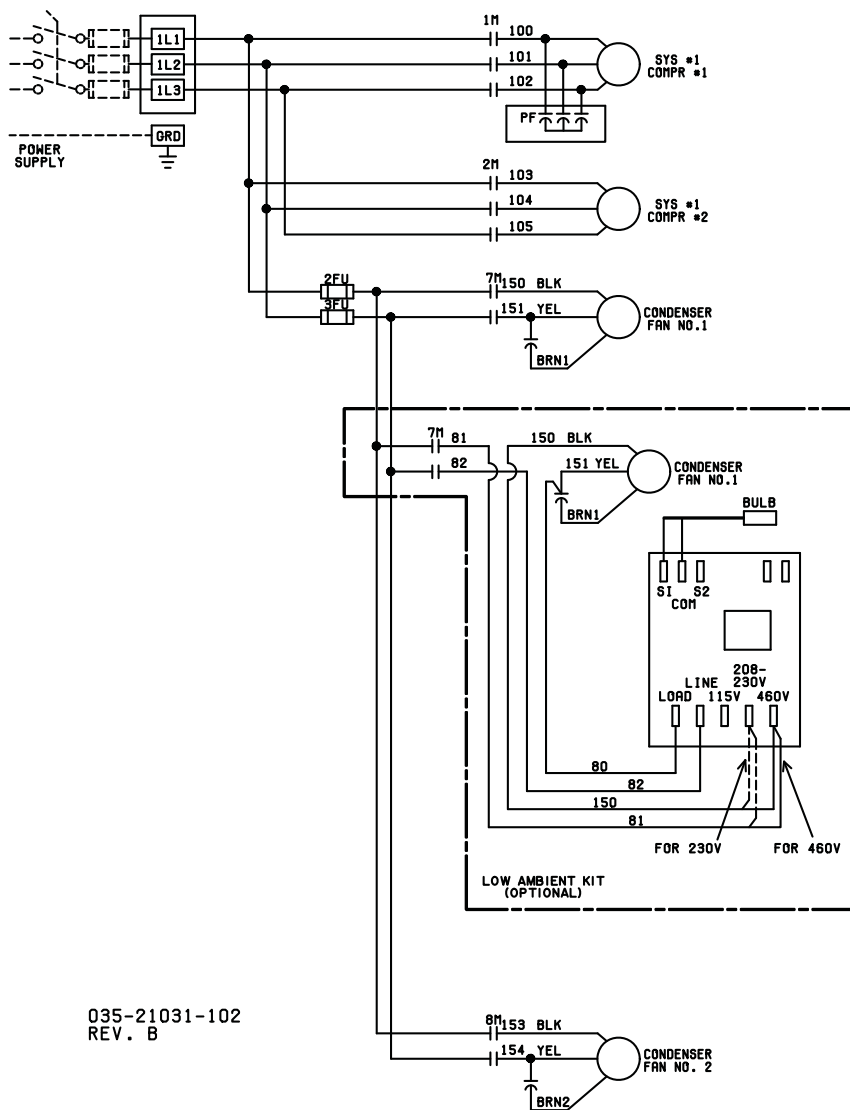 1M
100
1L1
101
SYS #1
COMPR #1
1L2
102
1L3
PF
GRD
POWER
SUPPLY
2M
103
104
SYS #1
COMPR #2
105
2FU
7M
150 BLK
3FU
151 YEL
CONDENSER
FAN NO.1
BRN1
7M
81
150 BLK
82
151 YEL
CONDENSER
FAN NO.1
BRN1
BULB
S1
S2
COM
208-
230V
LINE
LOAD
115V
460V
80
82
150
81
FOR 230V
FOR 460V
LOW AMBIENT KIT
(OPTIONAL)
035-21031-102
REV. B
8M
153 BLK
154 YEL
CONDENSER
FAN NO. 2
BRN2